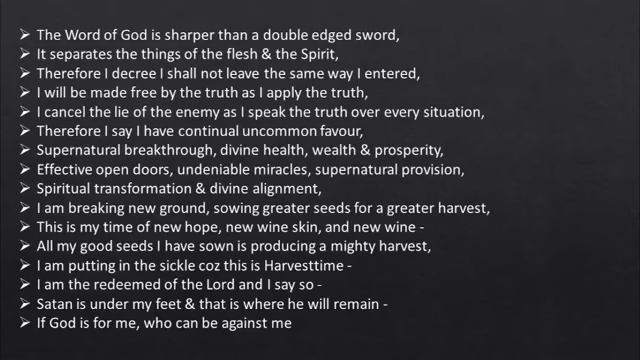 ➢ The Word of God is sharper than a double edged sword,
➢ It separates the things of the flesh & the Spirit,
➢ Therefore I decree I shall not leave the same way I entered,
➢ I will be made free by the truth as I apply the truth,
➢ I cancel the lie of the enemy as I speak the truth over every situation,
➢ Therefore I say I have continual uncommon favour,
➢ Supernatural breakthrough, divine health, wealth & prosperity,
➢ Effective open doors, undeniable miracles, supernatural provision,
➢ Spiritual transformation & divine alignment,
➢ I am breaking new ground, sowing greater seeds for a greater harvest,
➢ This is my time of new hope, new wine skin, and new wine -
➢ All my good seeds I have sown is producing a mighty harvest,
➢ I am putting in the sickle coz this is Harvesttime -
➢ I am the redeemed of the Lord and I say so -
➢ Satan is under my feet & that is where he will remain -
➢ If God is for me, who can be against me